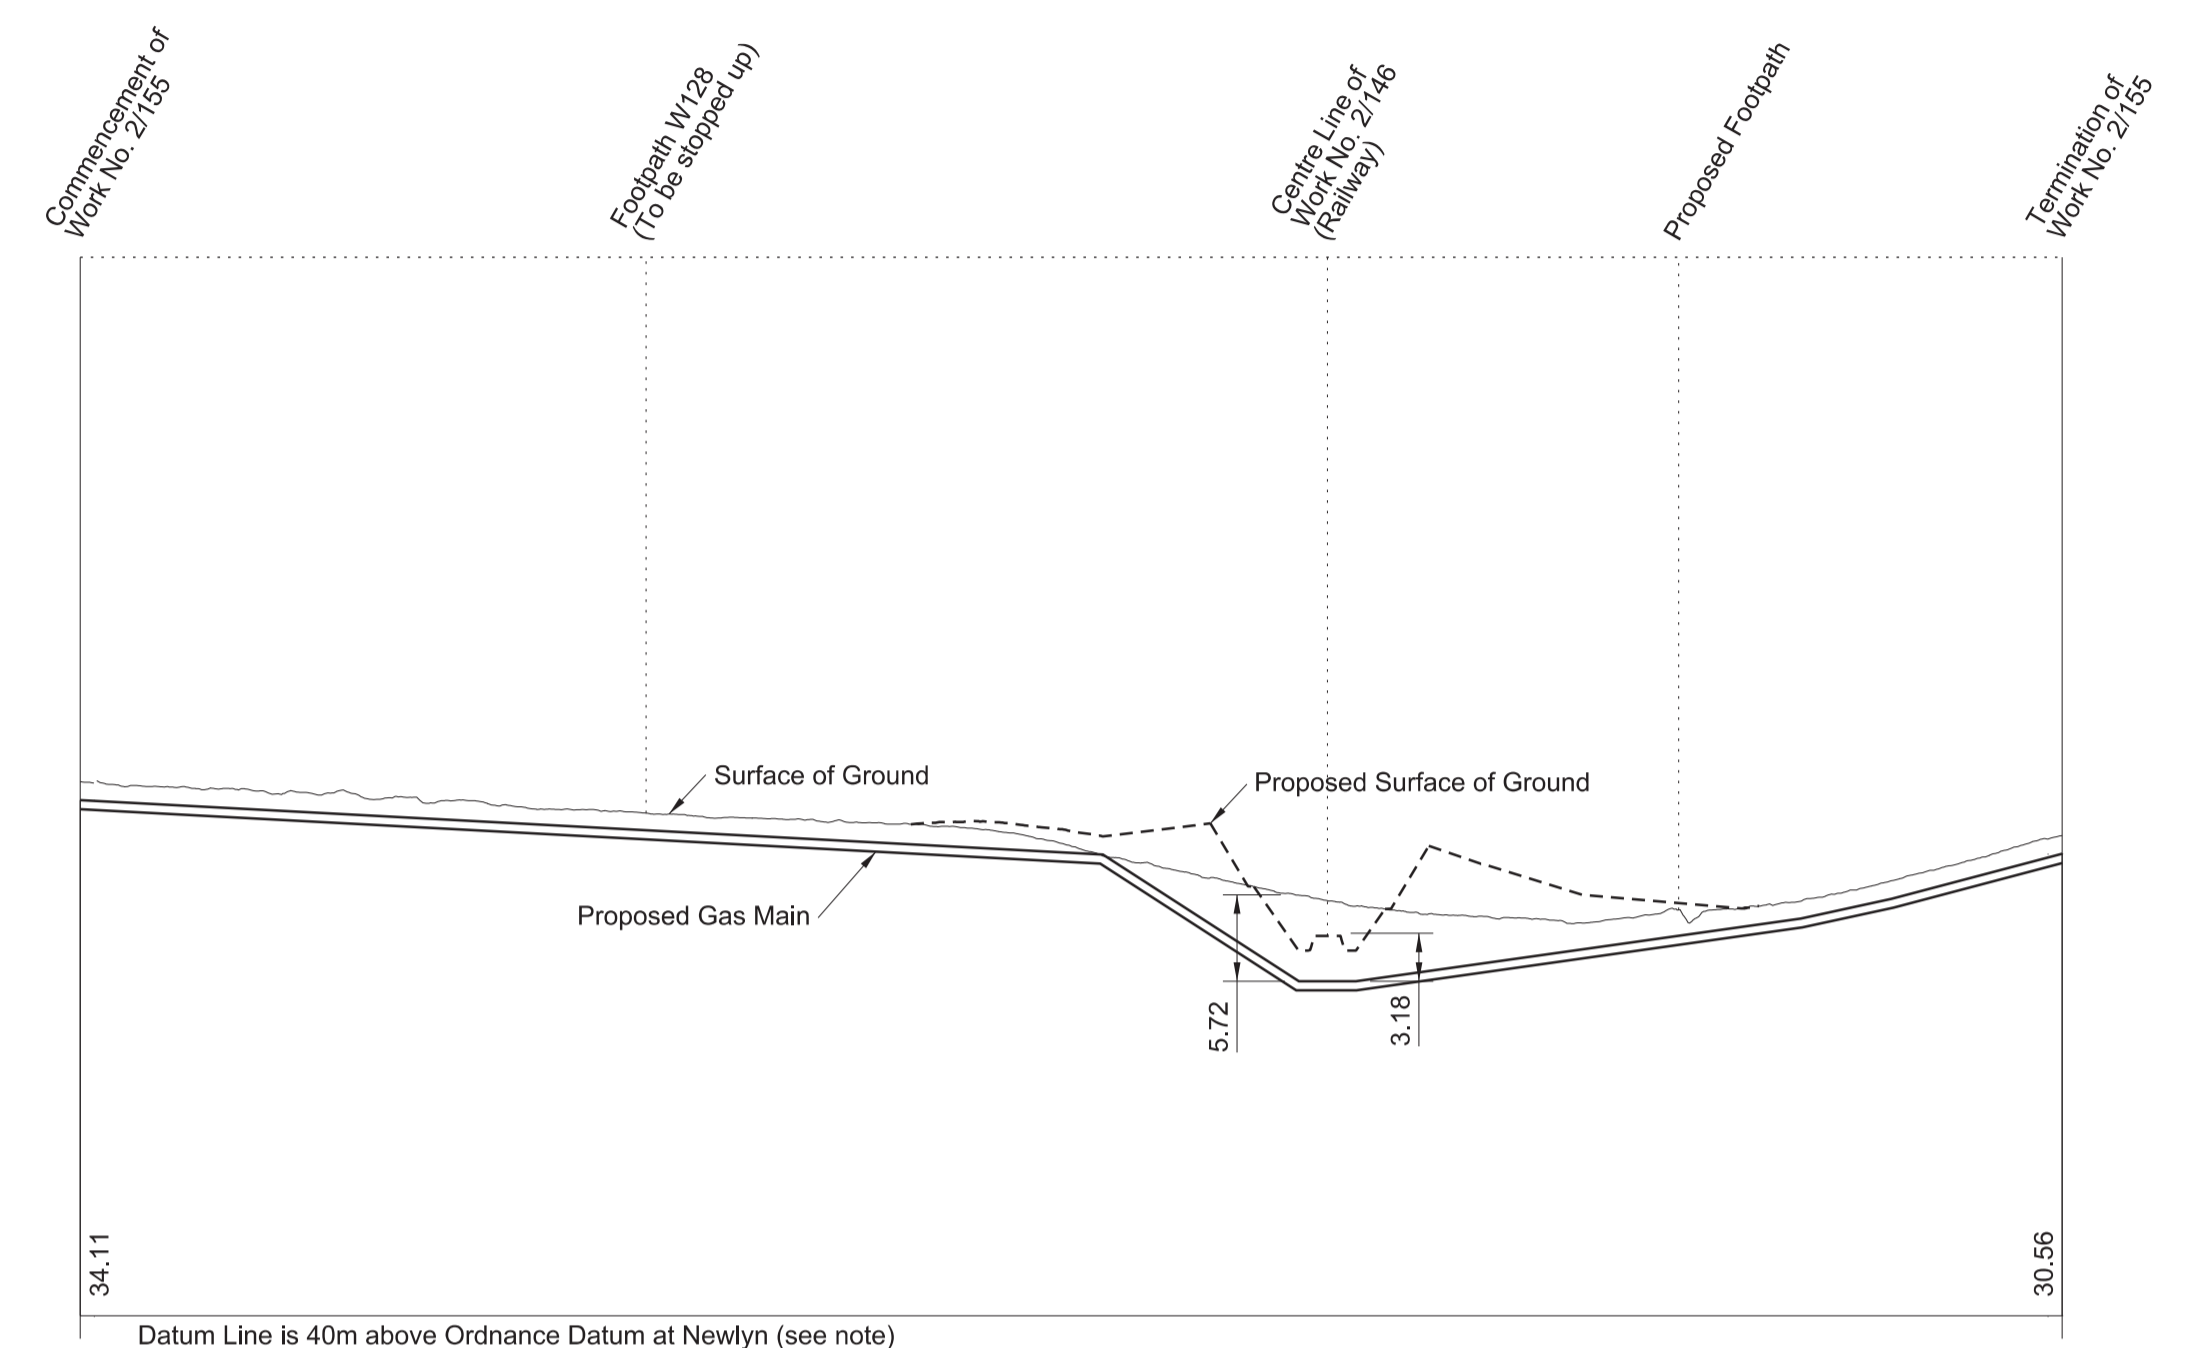 Commencement of
Work No. 2/155
Footpath W128
(To be stopped up)
Centre Line of
Work No. 2/146
(Railway)
Proposed Footpath
Termination of
Work No. 2/155
Surface of Ground
Proposed Surface of Ground
Proposed Gas Main
5.72
3.18
34.11
30.56
Datum Line is 40m above Ordnance Datum at Newlyn (see note)